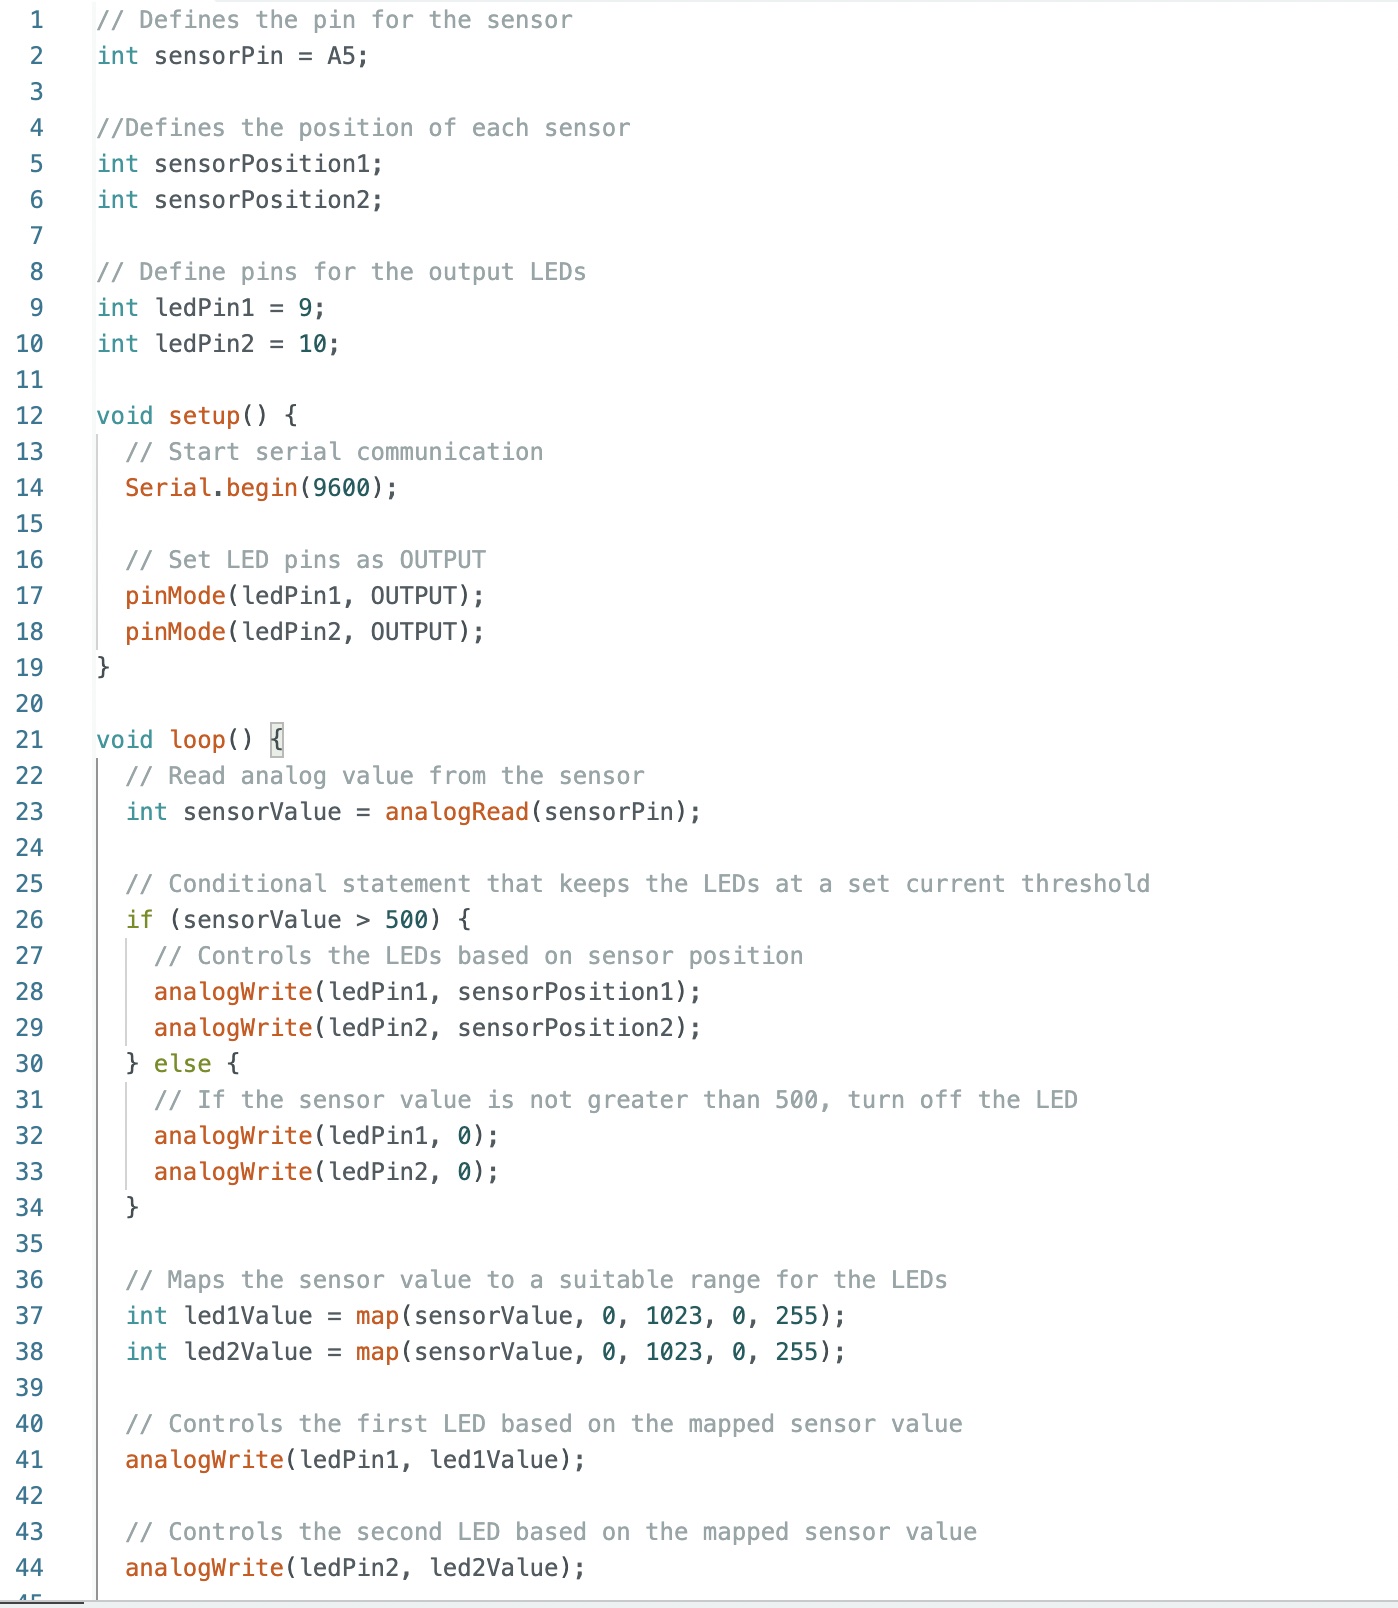 1 // Defines the pin for the sensor
2 int sensorPin = A5;
3
4 //Defines the position of each sensor
5 int sensorPosition1;
6 int sensorPosition2;
7
8 // Define pins for the output LEDs
9 int ledPin1 = 9;
10 int ledPin2 = 10;
11
12 void setup() {
13   // Start serial communication
14   Serial.begin(9600);
15
16   // Set LED pins as OUTPUT
17   pinMode(ledPin1, OUTPUT);
18   pinMode(ledPin2, OUTPUT);
19 }
20
21 void loop() {
22   // Read analog value from the sensor
23   int sensorValue = analogRead(sensorPin);
24
25   // Conditional statement that keeps the LEDs at a set current threshold
26   if (sensorValue > 500) {
27     // Controls the LEDs based on sensor position
28     analogWrite(ledPin1, sensorPosition1);
29     analogWrite(ledPin2, sensorPosition2);
30   } else {
31     // If the sensor value is not greater than 500, turn off the LED
32     analogWrite(ledPin1, 0);
33     analogWrite(ledPin2, 0);
34   }
35
36   // Maps the sensor value to a suitable range for the LEDs
37   int led1Value = map(sensorValue, 0, 1023, 0, 255);
38   int led2Value = map(sensorValue, 0, 1023, 0, 255);
39
40   // Controls the first LED based on the mapped sensor value
41   analogWrite(ledPin1, led1Value);
42
43   // Controls the second LED based on the mapped sensor value
44   analogWrite(ledPin2, led2Value);